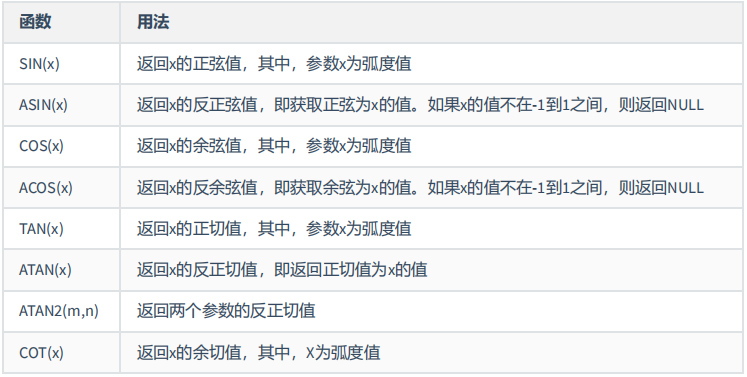 函数 用法
SIN(x) 返回x的正弦值，其中，参数x为弧度值
ASIN(x) 返回x的反正弦值，即获取正弦为x的值。如果x的值不在-1到1之间，则返回NULL
COS(x) 返回x的余弦值，其中，参数x为弧度值
ACOS(x) 返回x的反余弦值，即获取余弦为x的值。如果x的值不在-1到1之间，则返回NULL
TAN(x) 返回x的正切值，其中，参数x为弧度值
ATAN(x) 返回x的反正切值，即返回正切值为x的值
ATAN2(m,n) 返回两个参数的反正切值
COT(x) 返回x的余切值，其中，X为弧度值